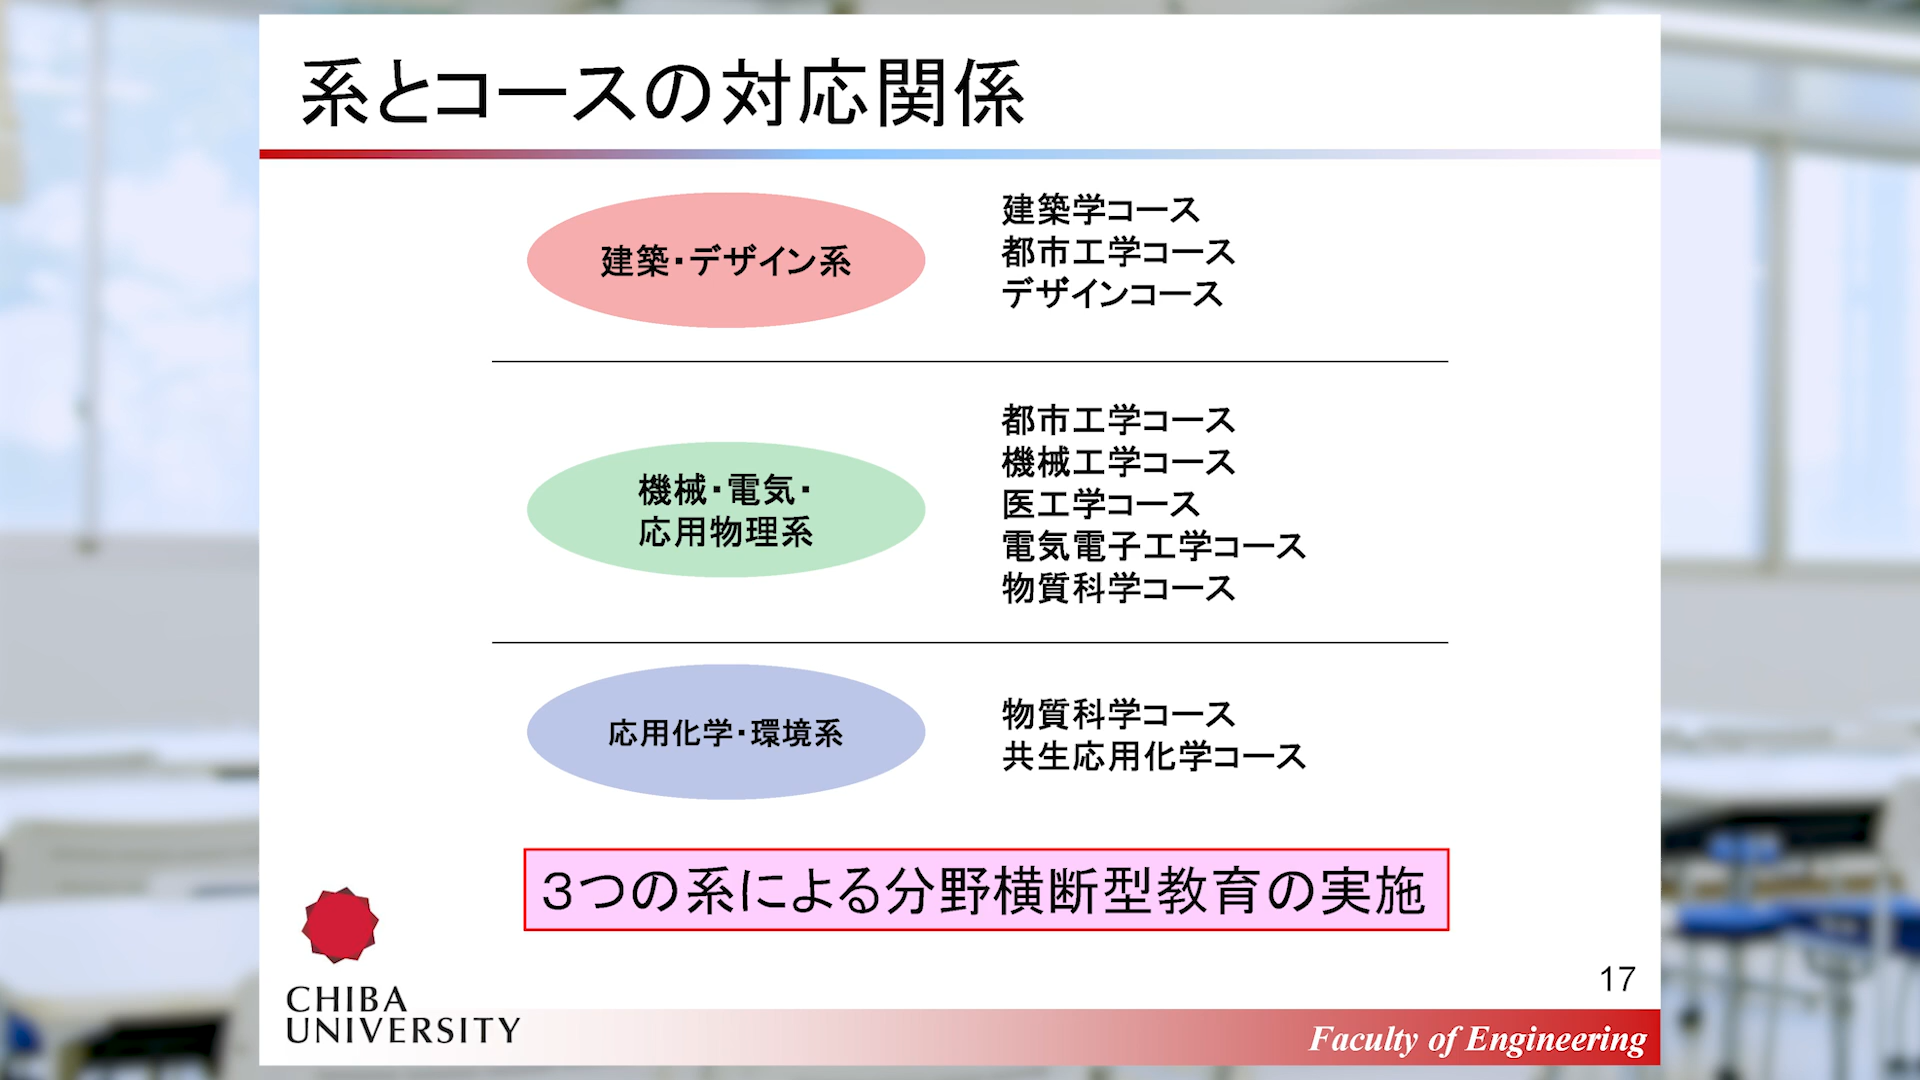 系とコースの対応関係
建築・デザイン系
建築学コース
都市工学コース
デザインコース
機械・電気・
応用物理系
都市工学コース
機械工学コース
医工学コース
電気電子工学コース
物質科学コース
応用化学・環境系
物質科学コース
共生応用化学コース
３つの系による分野横断型教育の実施
17
CHIBA
UNIVERSITY
Faculty of Engineering